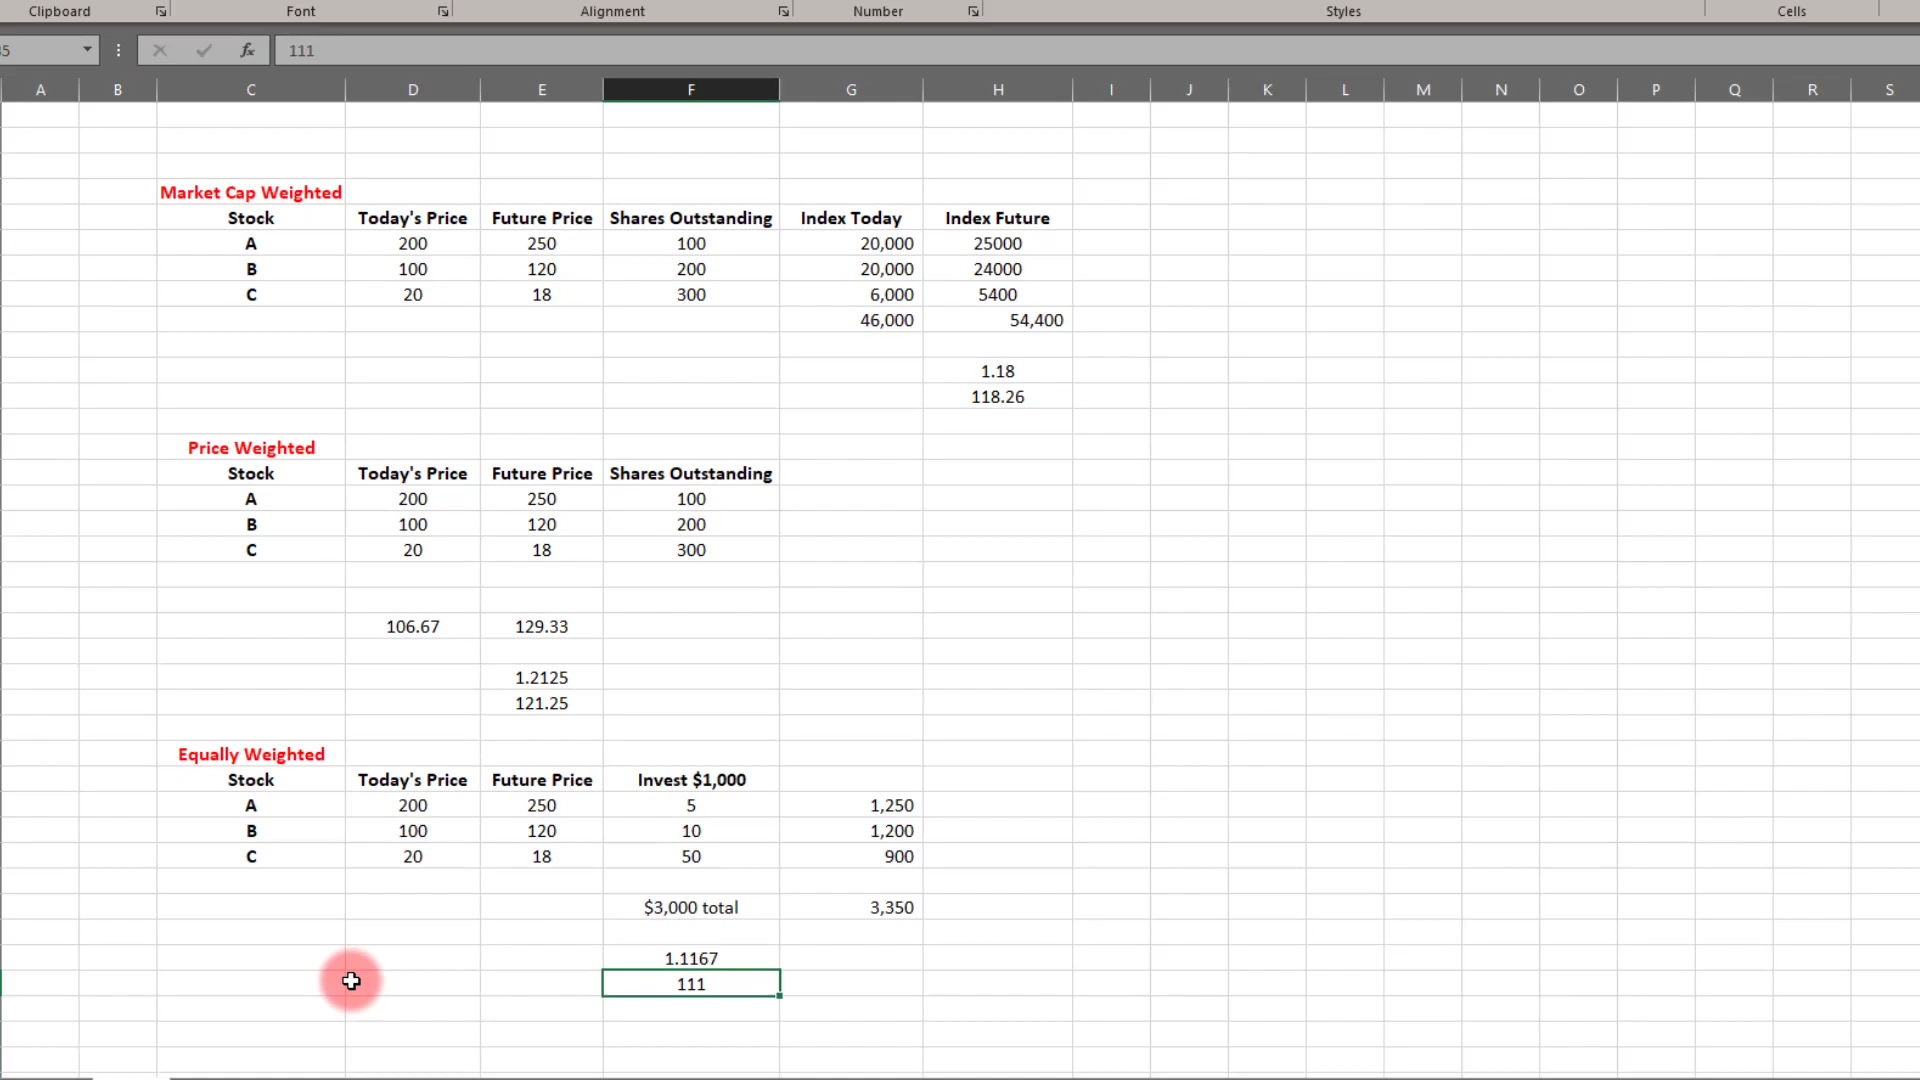 Clipboard Font Alignment Number Styles Cells
35 fx 111
A B C D E F G H I J K L M N O P Q R S
Market Cap Weighted
Stock Today's Price Future Price Shares Outstanding Index Today Index Future
A 200 250 100 20,000 25000
B 100 120 200 20,000 24000
C 20 18 300 6,000 5400
46,000 54,400
1.18
118.26
Price Weighted
Stock Today's Price Future Price Shares Outstanding
A 200 250 100
B 100 120 200
C 20 18 300
106.67 129.33
1.2125
121.25
Equally Weighted
Stock Today's Price Future Price Invest $1,000
A 200 250 5 1,250
B 100 120 10 1,200
C 20 18 50 900
$3,000 total 3,350
1.1167
111